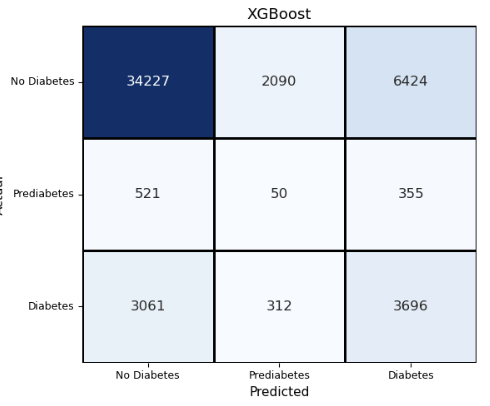 XGBoost
No Diabetes 34227 2090 6424
Prediabetes 521 50 355
Diabetes 3061 312 3696
No Diabetes Prediabetes Diabetes
Predicted